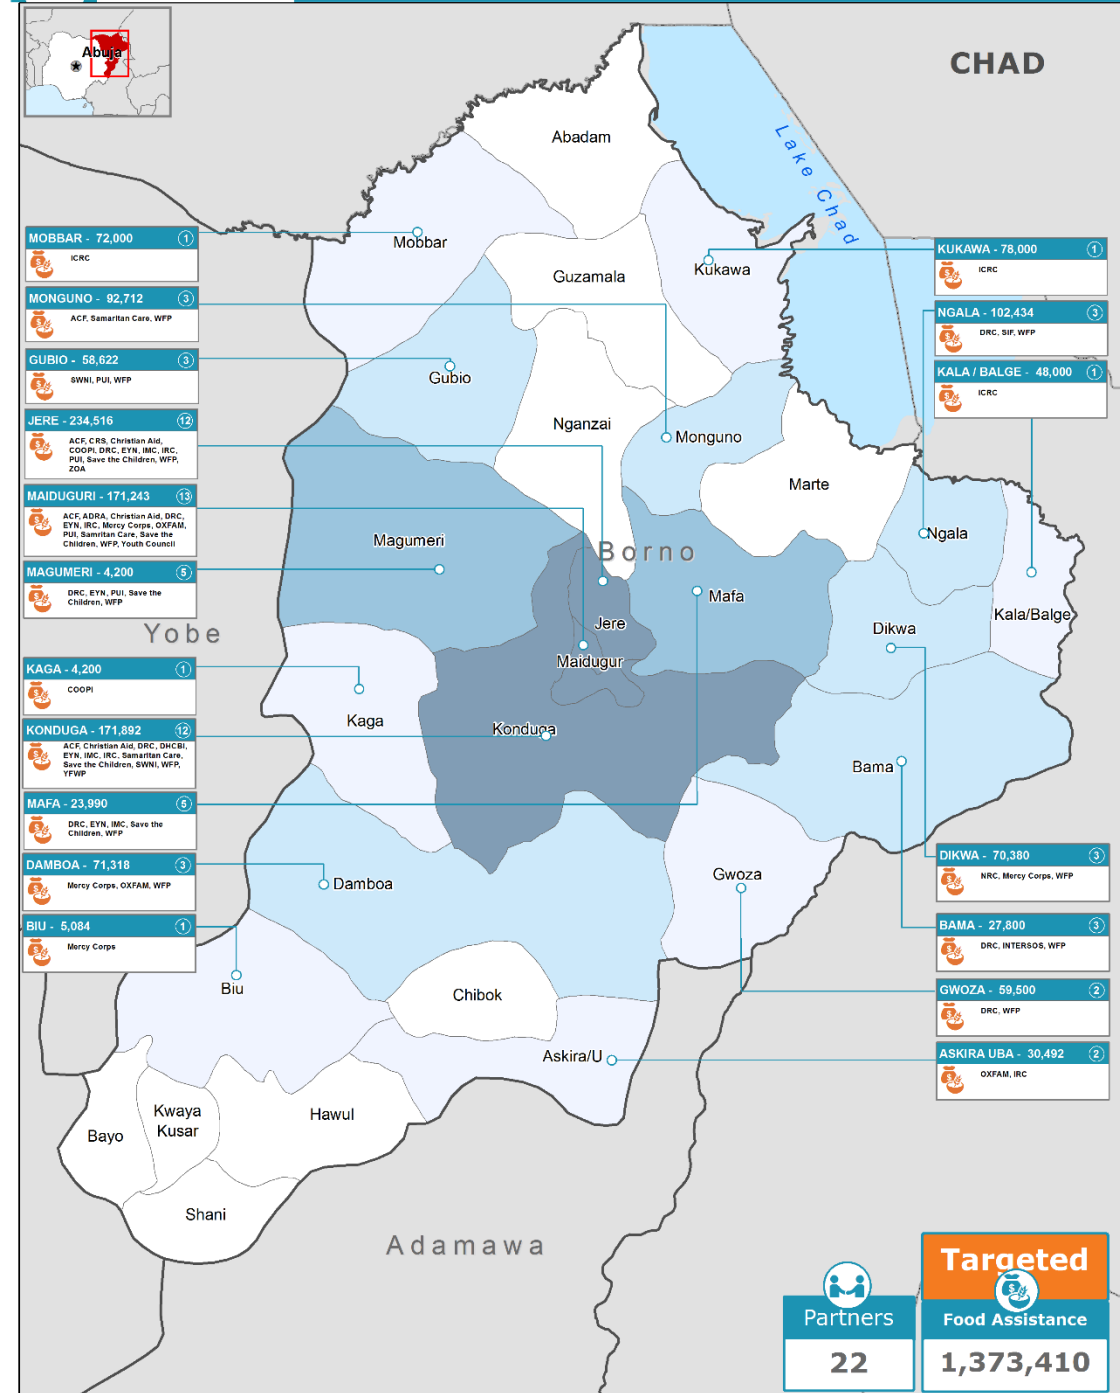 Abuja
CHAD
Lake Chad
Abadam
Mobbar
Guzamala
Kukawa
Gubio
Nganzai
Monguno
Marte
Magumeri
Borno
Ngala
Mafa
Kala/Balge
Jere
Dikwa
Maidugur
Yobe
Kaga
Konduga
Bama
Gwoza
Damboa
Chibok
Biu
Askira/U
Kwaya
Kusar
Hawul
Bayo
Shani
Adamawa
MOBBAR - 72,000 1
ICRC
MONGUNO - 92,712 3
ACF, Samaritan Care, WFP
GUBIO - 58,622 3
SWNI, PUI, WFP
JERE - 234,516 12
ACF, CRS, Christian Aid,
COOPI, DRC, EYN, IMC, IRC,
PUI, Save the Children, WFP,
ZOA
MAIDUGURI - 171,243 13
ACF, ADRA, Christian Aid, DRC,
EYN, IRC, Mercy Corps, OXFAM,
PUI, Samritan Care, Save the
Children, WFP, Youth Council
MAGUMERI - 4,200 5
DRC, EYN, PUI, Save the
Children, WFP
KAGA - 4,200 1
COOPI
KONDUGA - 171,892 12
ACF, Christian Aid, DRC, DHCBI,
EYN, IMC, IRC, Samaritan Care,
Save the Children, SWNI, WFP,
YFWP
MAFA - 23,990 5
DRC, EYN, IMC, Save the
Children, WFP
DAMBOA - 71,318 3
Mercy Corps, OXFAM, WFP
BIU - 5,084 1
Mercy Corps
KUKAWA - 78,000 1
ICRC
NGALA - 102,434 3
DRC, SIF, WFP
KALA / BALGE - 48,000 1
ICRC
DIKWA - 70,380 3
NRC, Mercy Corps, WFP
BAMA - 27,800 3
DRC, INTERSOS, WFP
GWOZA - 59,500 2
DRC, WFP
ASKIRA UBA - 30,492 2
OXFAM, IRC
Partners
22
Targeted
Food Assistance
1,373,410